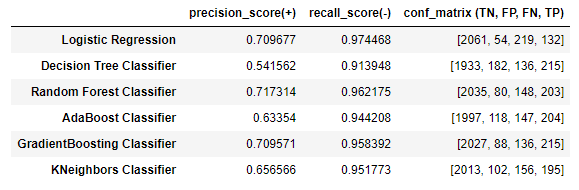 precision_score(+) recall_score(-) conf_matrix (TN, FP, FN, TP)
Logistic Regression 0.709677 0.974468 [2061, 54, 219, 132]
Decision Tree Classifier 0.541562 0.913948 [1933, 182, 136, 215]
Random Forest Classifier 0.717314 0.962175 [2035, 80, 148, 203]
AdaBoost Classifier 0.63354 0.944208 [1997, 118, 147, 204]
GradientBoosting Classifier 0.709571 0.958392 [2027, 88, 136, 215]
KNeighbors Classifier 0.656566 0.951773 [2013, 102, 156, 195]